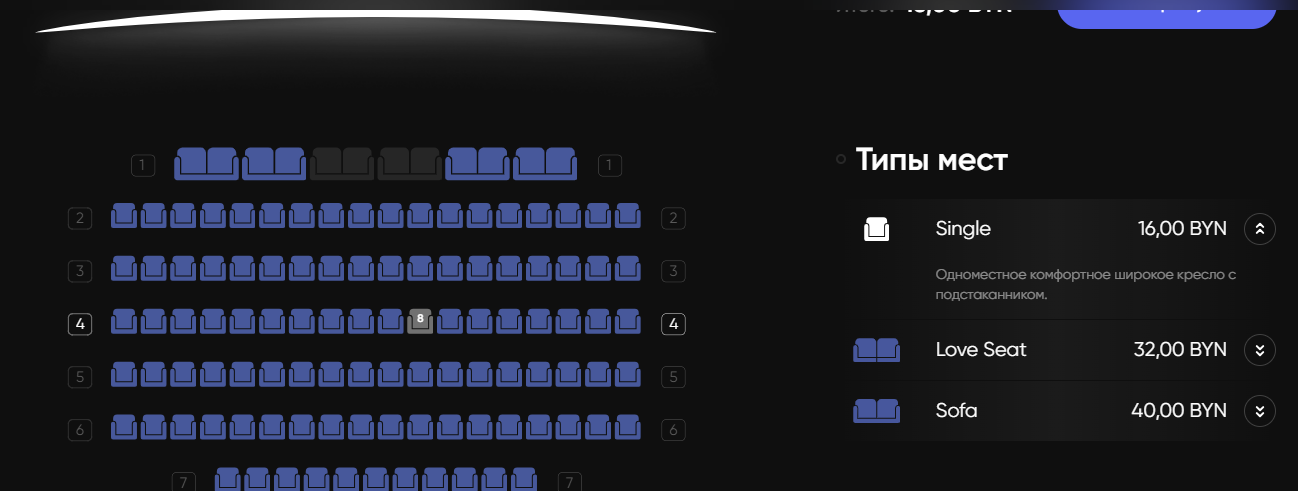 1 1
Типы мест
2 2
Single 16,00 BYN
3 3
Одноместное комфортное широкое кресло с
подстаканником.
4 8 4
Love Seat 32,00 BYN
5 5
Sofa 40,00 BYN
6 6
7 7